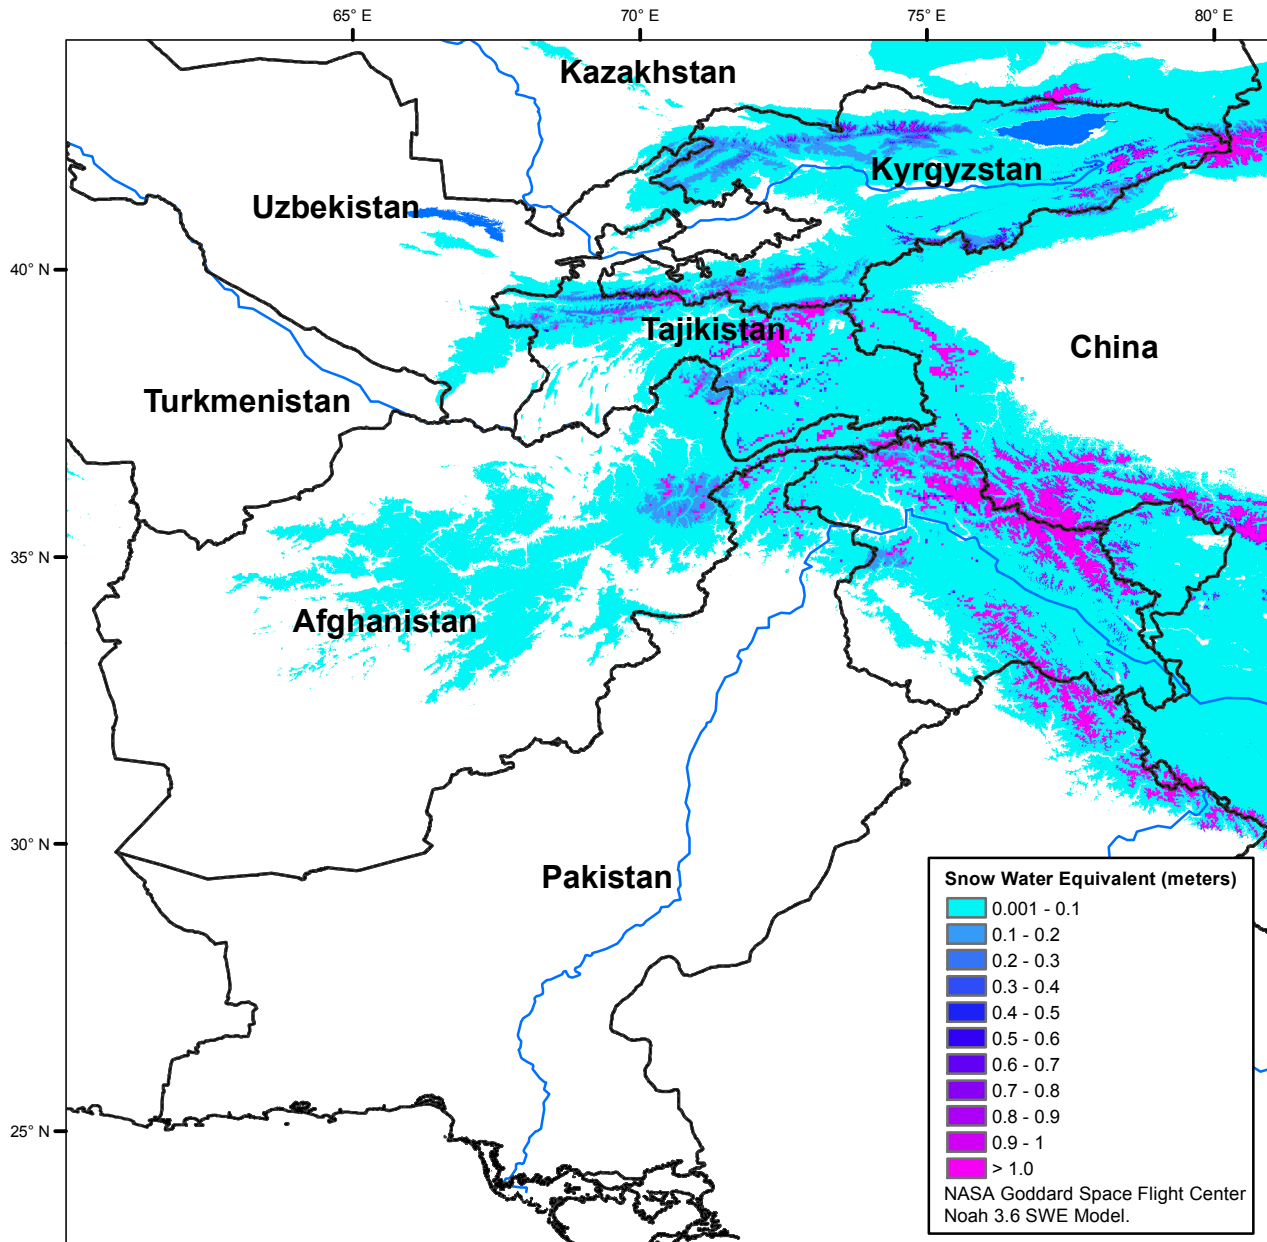 65° E
70° E
75° E
80° E
Kazakhstan
Kyrgyzstan
Uzbekistan
40° N
Tajikistan
China
Turkmenistan
35° N
Afghanistan
30° N
Pakistan
Snow Water Equivalent (meters)
0.001 - 0.1
0.1 - 0.2
0.2 - 0.3
0.3 - 0.4
0.4 - 0.5
0.5 - 0.6
0.6 - 0.7
0.7 - 0.8
0.8 - 0.9
0.9 - 1
> 1.0
25° N
NASA Goddard Space Flight Center
Noah 3.6 SWE Model.